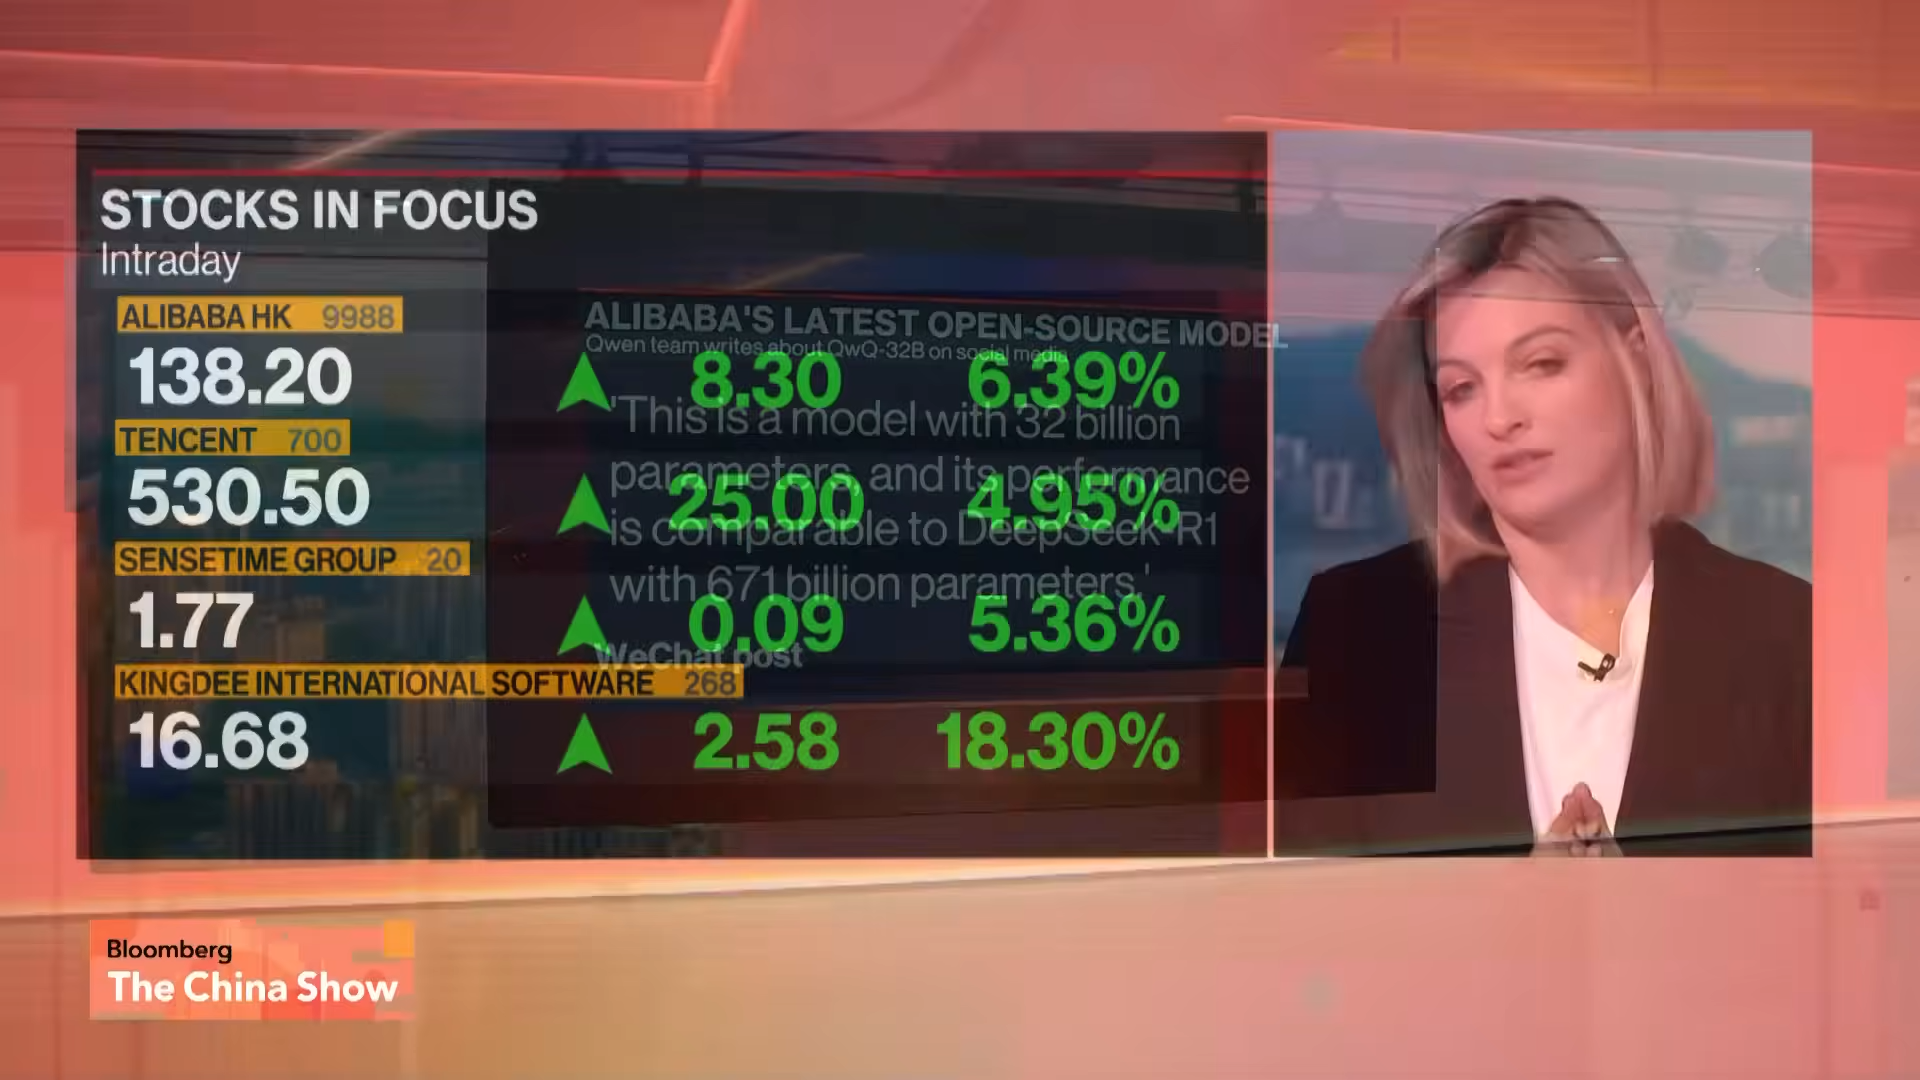 STOCKS IN FOCUS
Intraday
ALIBABA HK 9988
138.20 8.30 6.39%
TENCENT 700
530.50 25.00 4.95%
SENSETIME GROUP 20
1.77 0.09 5.36%
KINGDEE INTERNATIONAL SOFTWARE 268
16.68 2.58 18.30%
ALIBABA'S LATEST OPEN-SOURCE MODEL
Qwen team writes about QwQ-32B on social media
'This is a model with 32 billion
parameters, and its performance
is comparable to DeepSeek-R1
with 671 billion parameters,'
WeChat post
Bloomberg
The China Show